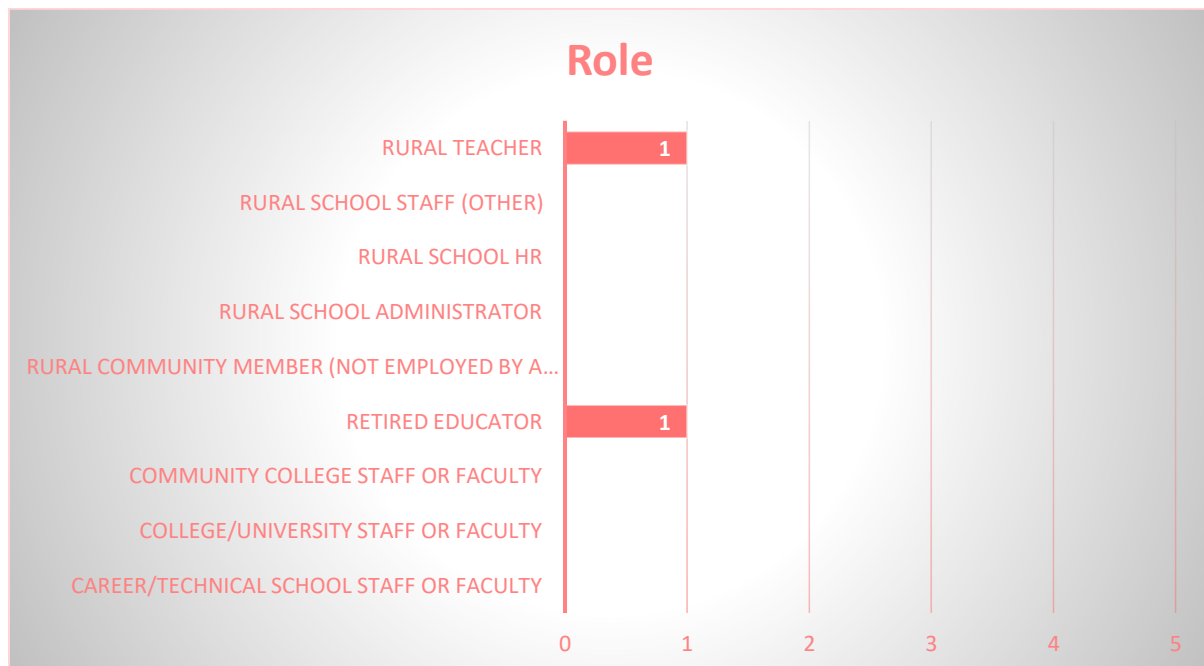 Role
RURAL TEACHER
1
RURAL SCHOOL STAFF (OTHER)
RURAL SCHOOL HR
RURAL SCHOOL ADMINISTRATOR
RURAL COMMUNITY MEMBER (NOT EMPLOYED BY A...
RETIRED EDUCATOR
1
COMMUNITY COLLEGE STAFF OR FACULTY
COLLEGE/UNIVERSITY STAFF OR FACULTY
CAREER/TECHNICAL SCHOOL STAFF OR FACULTY
0 1 2 3 4 5